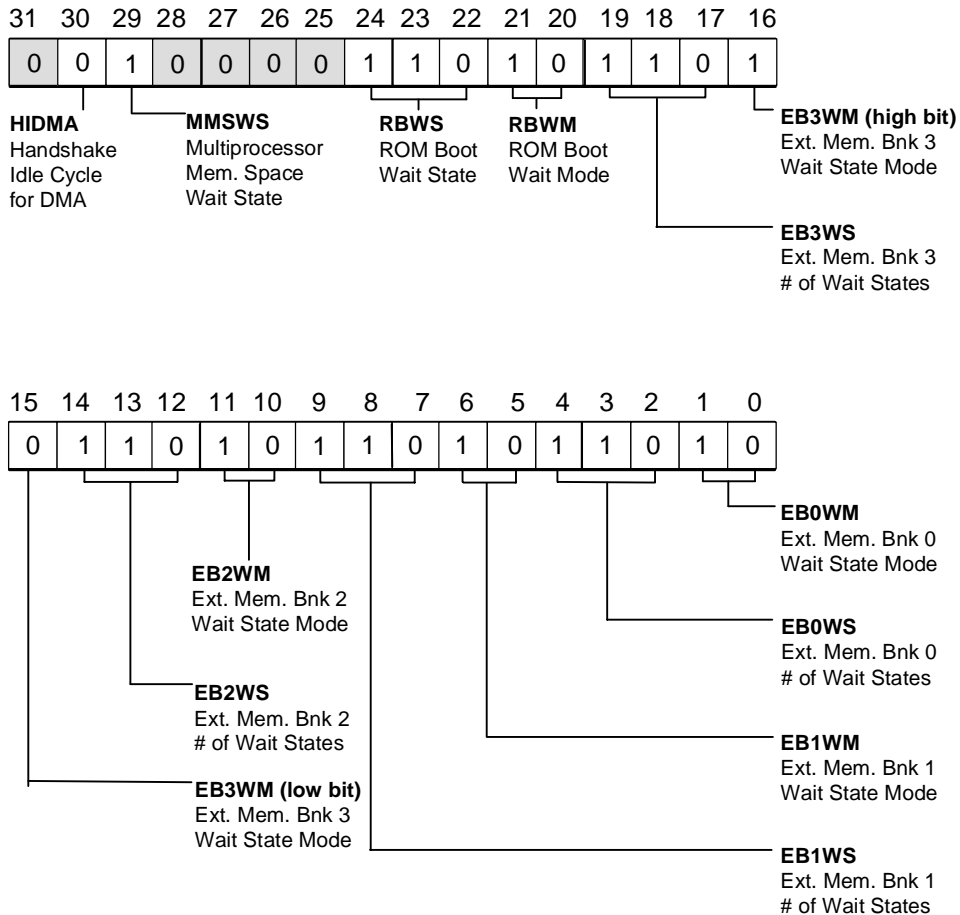 31 30 29 28 27 26 25 24 23 22 21 20 19 18 17 16
0 0 1 0 0 0 0 1 1 0 1 0 1 1 0 1
HIDMA
Handshake
Idle Cycle
for DMA
MMSWS
Multiprocessor
Mem. Space
Wait State
RBWS
ROM Boot
Wait State
RBWM
ROM Boot
Wait Mode
EB3WM (high bit)
Ext. Mem. Bnk 3
Wait State Mode
EB3WS
Ext. Mem. Bnk 3
# of Wait States
15 14 13 12 11 10 9 8 7 6 5 4 3 2 1 0
0 1 1 0 1 0 1 1 0 1 0 1 1 0 1 0
EB0WM
Ext. Mem. Bnk 0
Wait State Mode
EB2WM
Ext. Mem. Bnk 2
Wait State Mode
EB0WS
Ext. Mem. Bnk 0
# of Wait States
EB2WS
Ext. Mem. Bnk 2
# of Wait States
EB1WM
Ext. Mem. Bnk 1
Wait State Mode
EB3WM (low bit)
Ext. Mem. Bnk 3
Wait State Mode
EB1WS
Ext. Mem. Bnk 1
# of Wait States